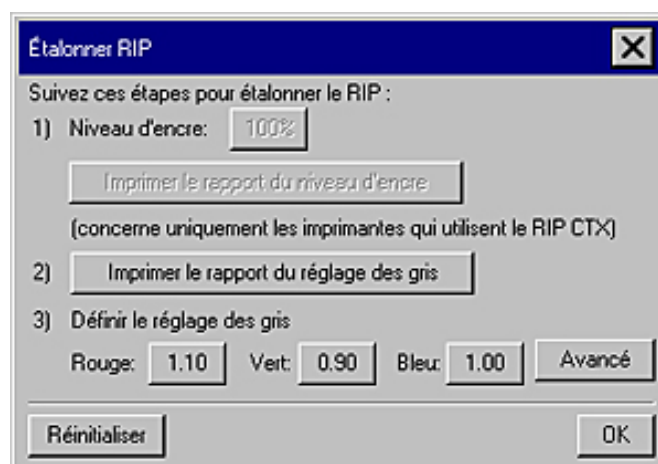 Étalonner RIP
Suivez ces étapes pour étalonner le RIP :
1) Niveau d'encre: 100%
Imprimer le rapport du niveau d'encre
(concerne uniquement les imprimantes qui utilisent le RIP CTX)
2) Imprimer le rapport du réglage des gris
3) Définir le réglage des gris
Rouge: 1.10 Vert: 0.90 Bleu: 1.00 Avancé
Réinitialiser OK